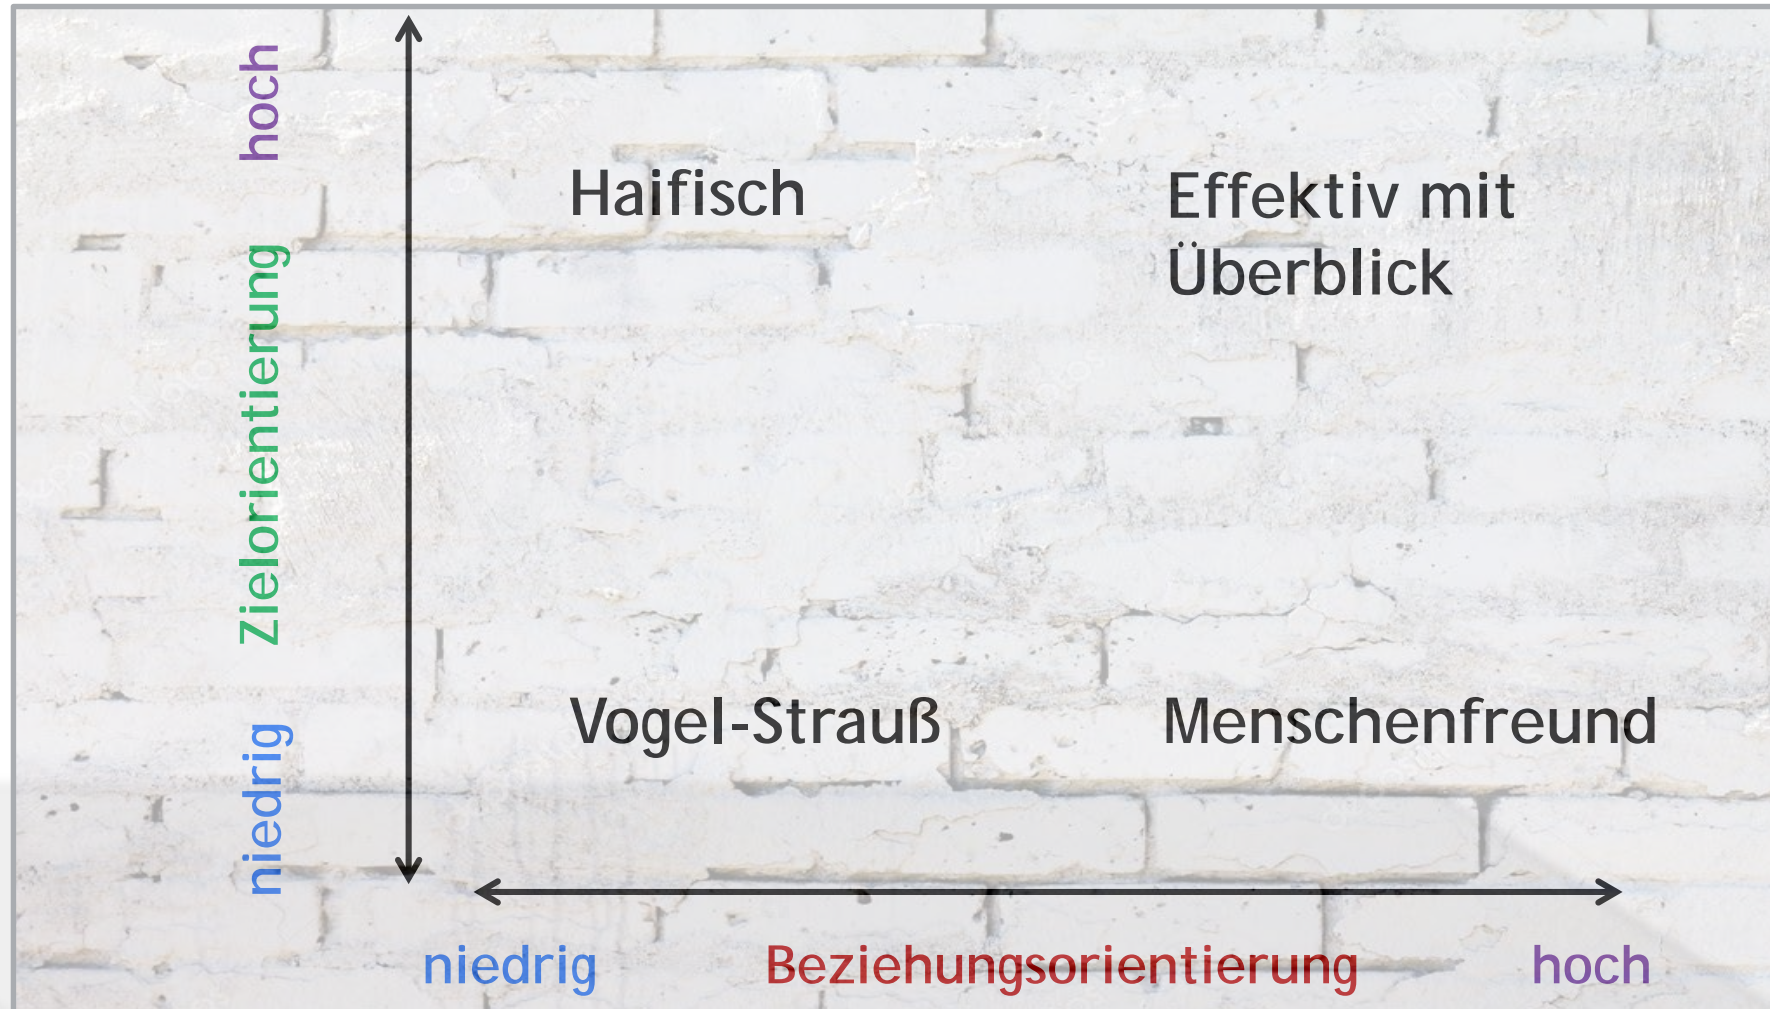 hoch
Haifisch
Effektiv mit
Überblick
Zielorientierung
Vogel-Strauß
Menschenfreund
niedrig
niedrig
Beziehungsorientierung
hoch